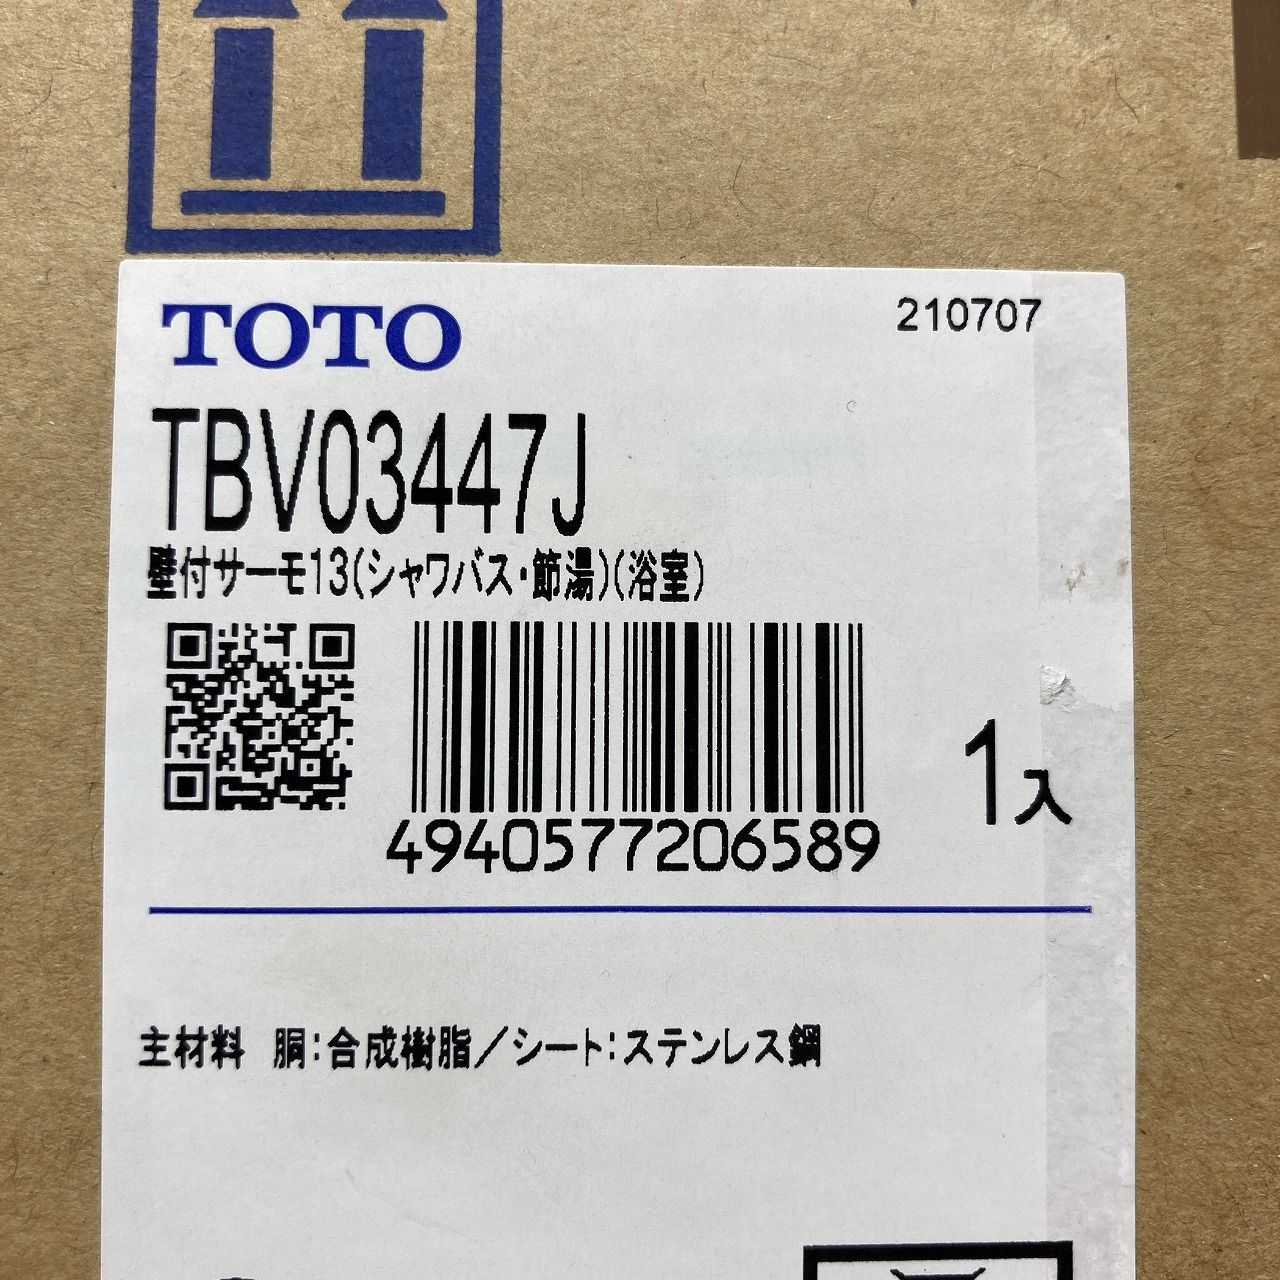 TOTO
210707
TBV03447J
壁付サーモ13(シャワバス・節湯)(浴室)
4940577206589
1入
主材料 胴:合成樹脂/シート:ステンレス鋼